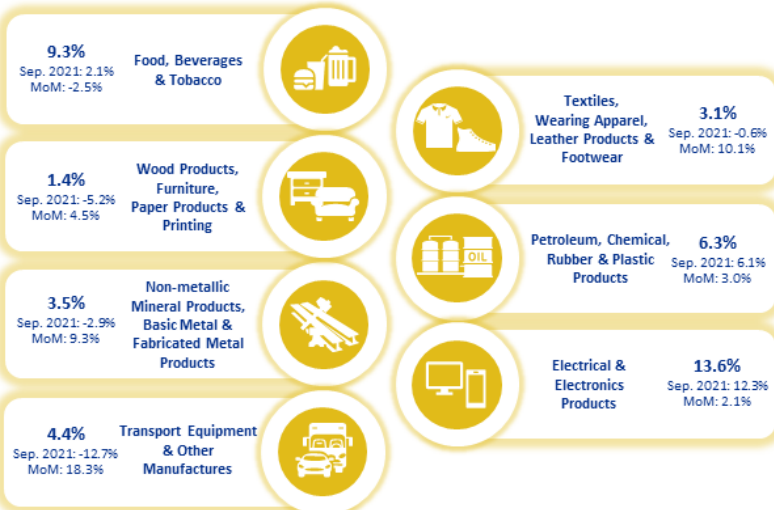 9.3%
Sep. 2021: 2.1%
MoM: -2.5%
Food, Beverages
& Tobacco
1.4%
Sep. 2021: -5.2%
MoM: 4.5%
Wood Products,
Furniture,
Paper Products &
Printing
3.5%
Sep. 2021: -2.9%
MoM: 9.3%
Non-metallic
Mineral Products,
Basic Metal &
Fabricated Metal
Products
4.4%
Sep. 2021: -12.7%
MoM: 18.3%
Transport Equipment
& Other
Manufactures
Textiles,
Wearing Apparel,
Leather Products &
Footwear
3.1%
Sep. 2021: -0.6%
MoM: 10.1%
OIL
Petroleum, Chemical,
Rubber & Plastic
Products
6.3%
Sep. 2021: 6.1%
MoM: 3.0%
Electrical &
Electronics
Products
13.6%
Sep. 2021: 12.3%
MoM: 2.1%